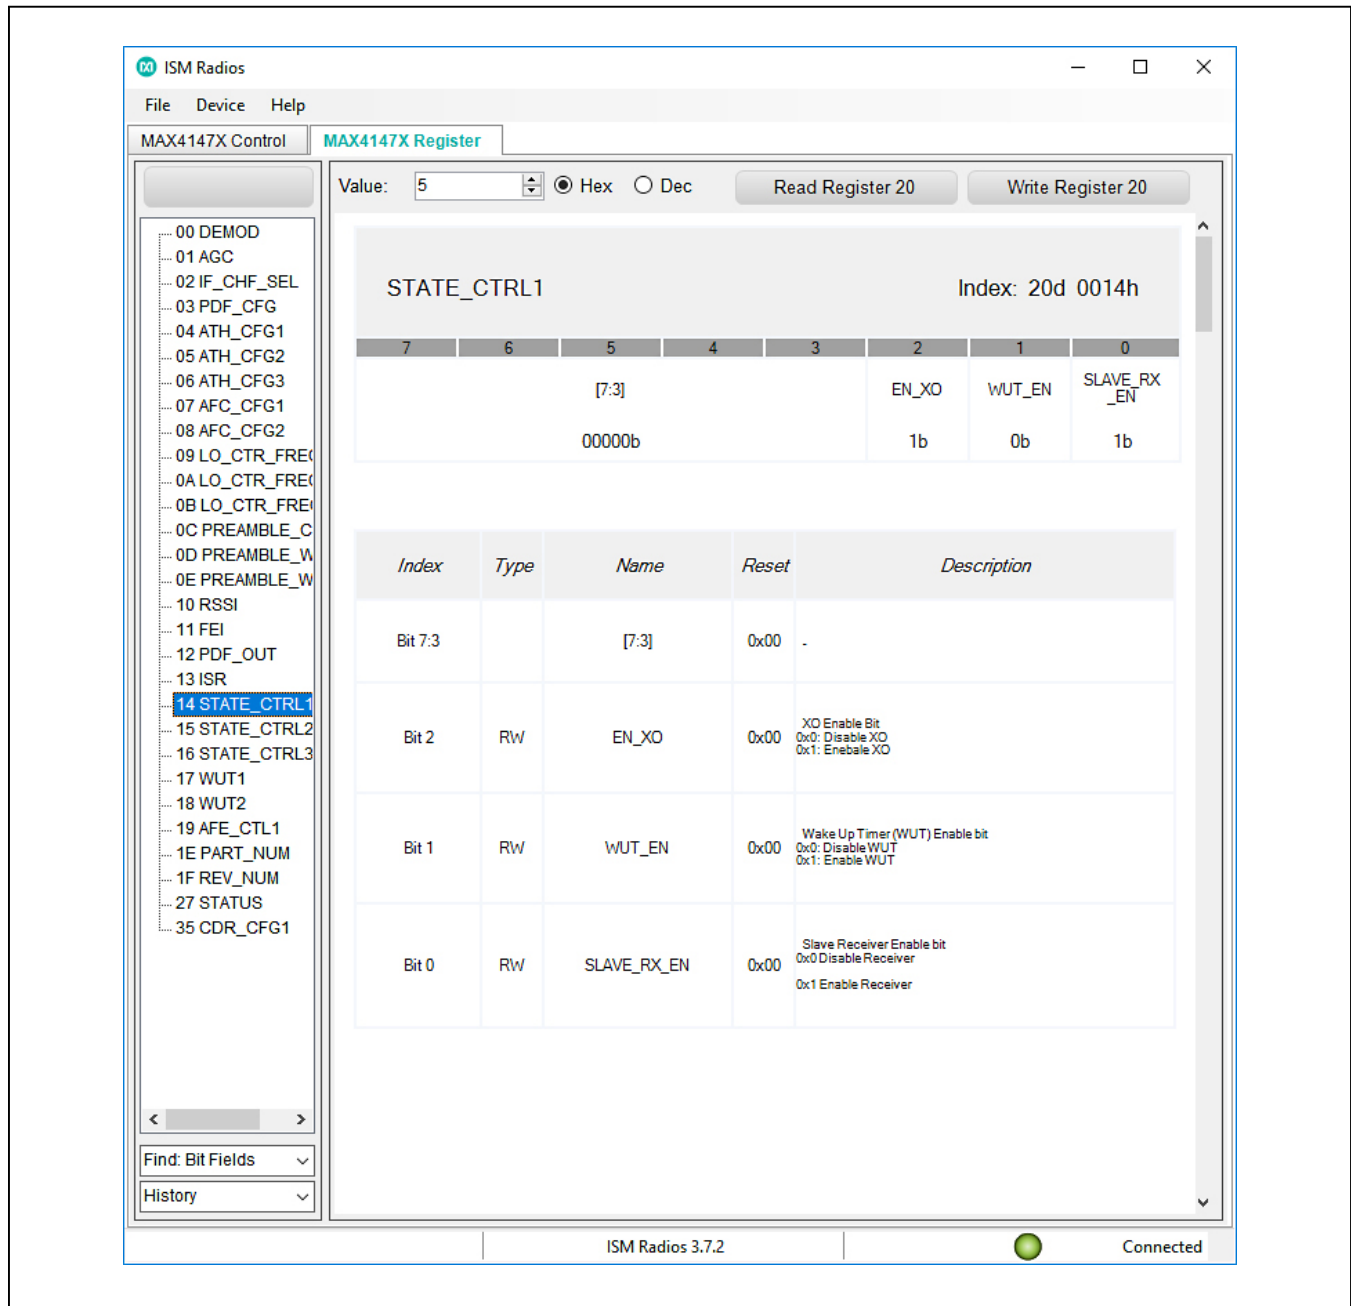 ISM Radios
File Device Help
MAX4147X Control MAX4147X Register
Value: 5 Hex Dec Read Register 20 Write Register 20
00 DEMOD
01 AGC
02 IF_CHF_SEL
03 PDF_CFG
04 ATH_CFG1
05 ATH_CFG2
06 ATH_CFG3
07 AFC_CFG1
08 AFC_CFG2
09 LO_CTR_FREQ
0A LO_CTR_FREQ
0B LO_CTR_FREQ
0C PREAMBLE_C
0D PREAMBLE_W
0E PREAMBLE_W
10 RSSI
11 FEI
12 PDF_OUT
13 ISR
14 STATE_CTRL1
15 STATE_CTRL2
16 STATE_CTRL3
17 WUT1
18 WUT2
19 AFE_CTL1
1E PART_NUM
1F REV_NUM
27 STATUS
35 CDR_CFG1
Find: Bit Fields
History
STATE_CTRL1 Index: 20d 0014h
7 6 5 4 3 2 1 0
[7:3] EN_XO WUT_EN SLAVE_RX
_EN
00000b 1b 0b 1b
Index Type Name Reset Description
Bit 7:3 [7:3] 0x00 -
Bit 2 RW EN_XO 0x00 XO Enable Bit
0x0: Disable XO
0x1: Enebale XO
Bit 1 RW WUT_EN 0x00 Wake Up Timer (WUT) Enable bit
0x0: Disable WUT
0x1: Enable WUT
Bit 0 RW SLAVE_RX_EN 0x00 Slave Receiver Enable bit
0x0 Disable Receiver
0x1 Enable Receiver
ISM Radios 3.7.2 Connected